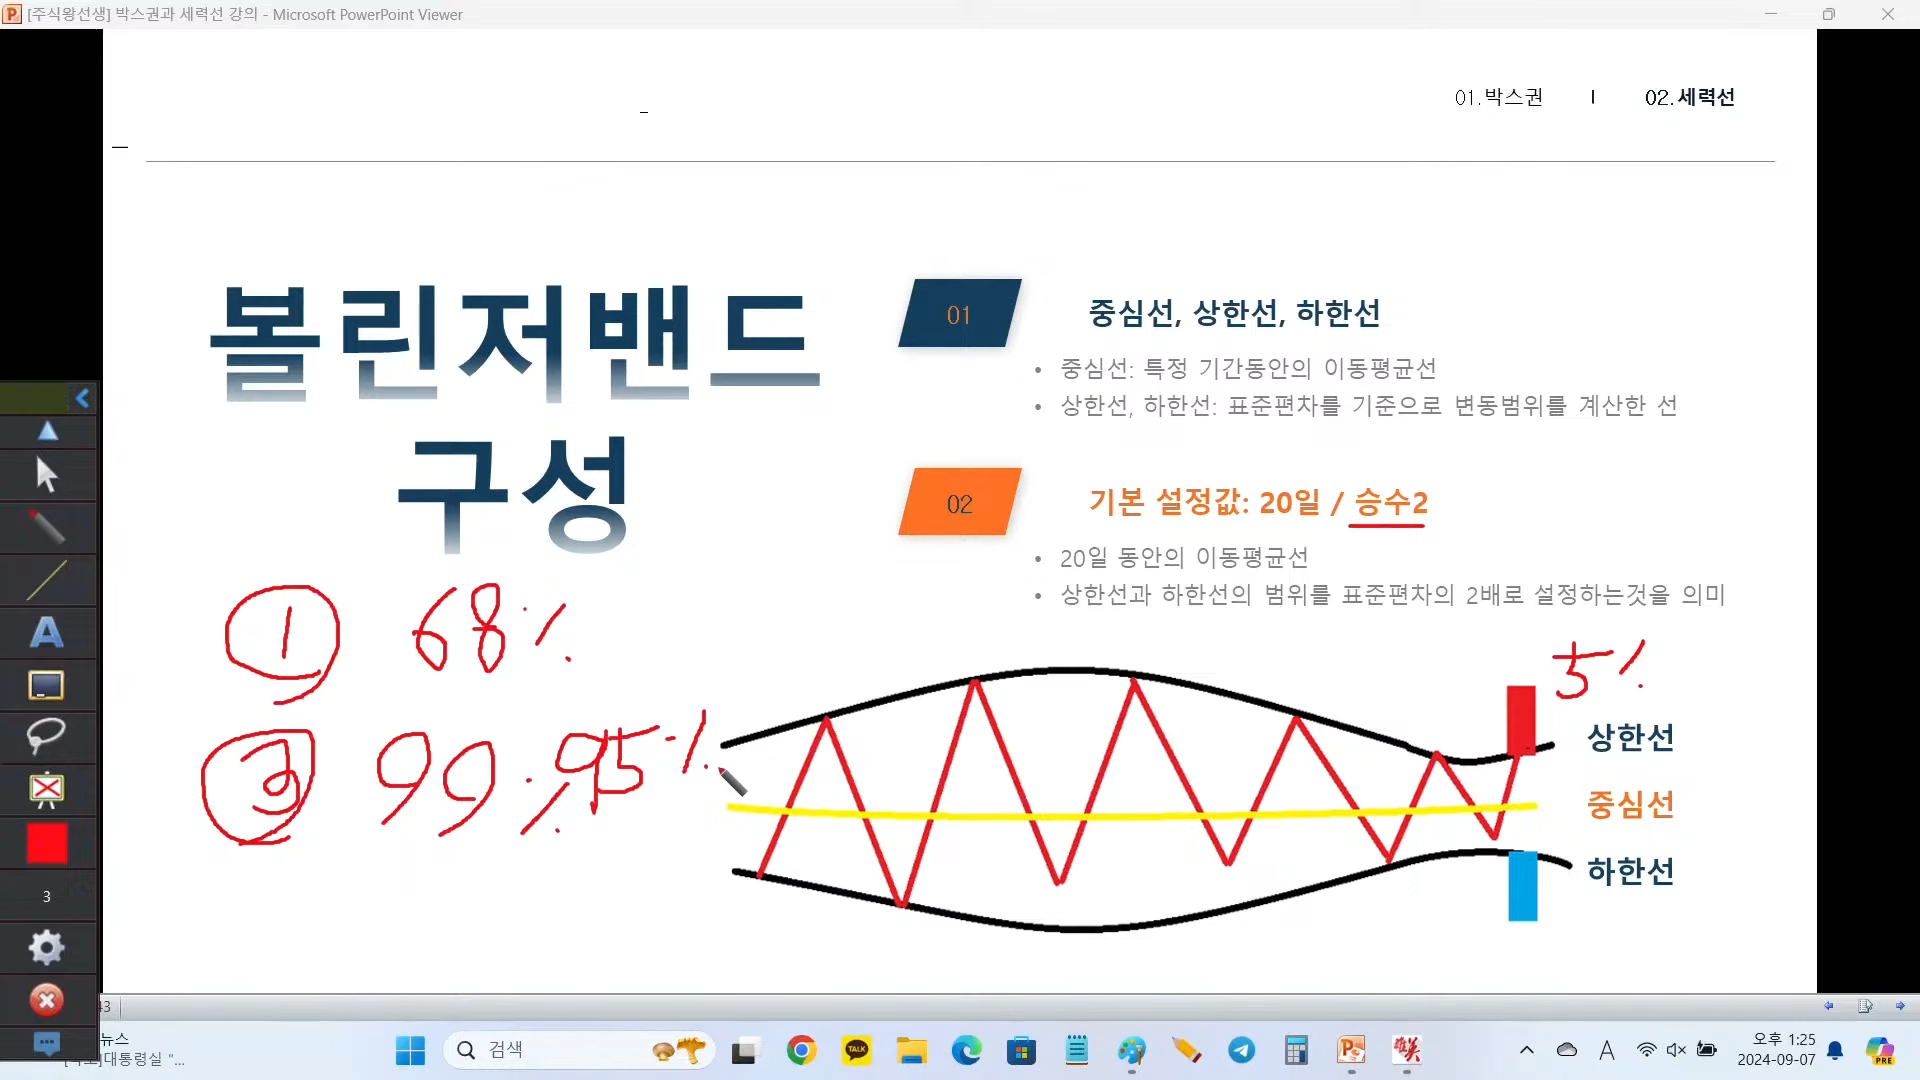 [주식왕선생] 박스권과 세력선 강의 - Microsoft PowerPoint Viewer
01.박스권 | 02.세력선
볼린저밴드
구성
01
중심선, 상한선, 하한선
• 중심선: 특정 기간동안의 이동평균선
• 상한선, 하한선: 표준편차를 기준으로 변동범위를 계산한 선
02
기본 설정값: 20일 / 승수2
• 20일 동안의 이동평균선
• 상한선과 하한선의 범위를 표준편차의 2배로 설정하는것을 의미
① 68%
99. 95%
5%
상한선
중심선
하한선
3
뉴스
대통령실 "...
검색
TALK
A
오후 1:25
2024-09-07
PRE